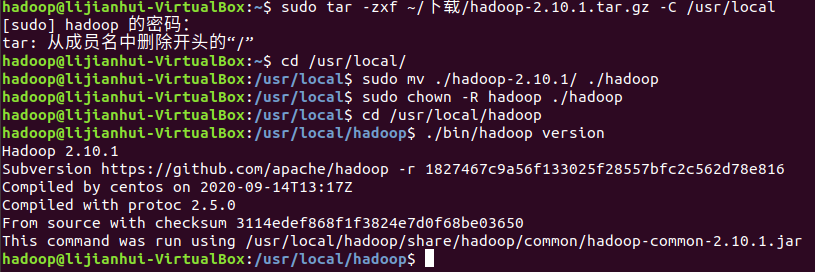 hadoop@lijianhui-VirtualBox:~$ sudo tar -zxf ~/下载/hadoop-2.10.1.tar.gz -C /usr/local
[sudo] hadoop 的密码：
tar: 从成员名中删除开头的“/”
hadoop@lijianhui-VirtualBox:~$ cd /usr/local/
hadoop@lijianhui-VirtualBox:/usr/local$ sudo mv ./hadoop-2.10.1/ ./hadoop
hadoop@lijianhui-VirtualBox:/usr/local$ sudo chown -R hadoop ./hadoop
hadoop@lijianhui-VirtualBox:/usr/local$ cd /usr/local/hadoop
hadoop@lijianhui-VirtualBox:/usr/local/hadoop$ ./bin/hadoop version
Hadoop 2.10.1
Subversion https://github.com/apache/hadoop -r 1827467c9a56f133025f28557bfc2c562d78e816
Compiled by centos on 2020-09-14T13:17Z
Compiled with protoc 2.5.0
From source with checksum 3114edef868f1f3824e7d0f68be03650
This command was run using /usr/local/hadoop/share/hadoop/common/hadoop-common-2.10.1.jar
hadoop@lijianhui-VirtualBox:/usr/local/hadoop$